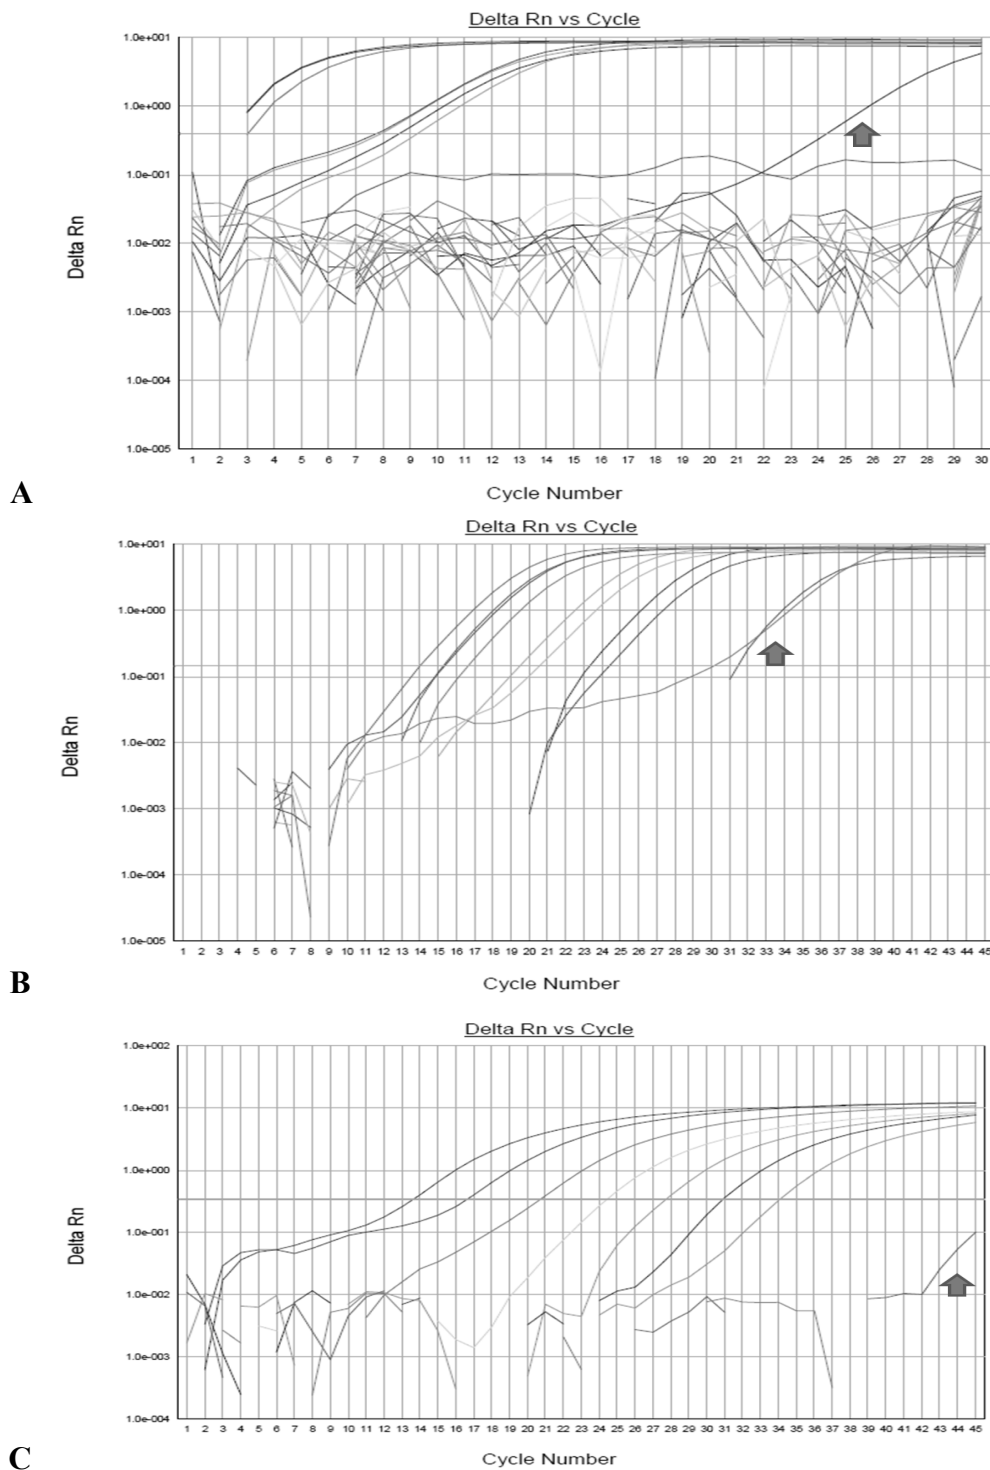 Delta Rn vs Cycle
1.0e+001
1.0e+000
1.0e-001
1.0e-002
1.0e-003
1.0e-004
1.0e-005
Delta Rn
1 2 3 4 5 6 7 8 9 10 11 12 13 14 15 16 17 18 19 20 21 22 23 24 25 26 27 28 29 30
Cycle Number
A
Delta Rn vs Cycle
1.0e+001
1.0e+000
1.0e-001
1.0e-002
1.0e-003
1.0e-004
1.0e-005
Delta Rn
1 2 3 4 5 6 7 8 9 10 11 12 13 14 15 16 17 18 19 20 21 22 23 24 25 26 27 28 29 30 31 32 33 34 35 36 37 38 39 40 41 42 43 44 45
Cycle Number
B
Delta Rn vs Cycle
1.0e+002
1.0e+001
1.0e+000
1.0e-001
1.0e-002
1.0e-003
1.0e-004
Delta Rn
1 2 3 4 5 6 7 8 9 10 11 12 13 14 15 16 17 18 19 20 21 22 23 24 25 26 27 28 29 30 31 32 33 34 35 36 37 38 39 40 41 42 43 44 45
Cycle Number
C